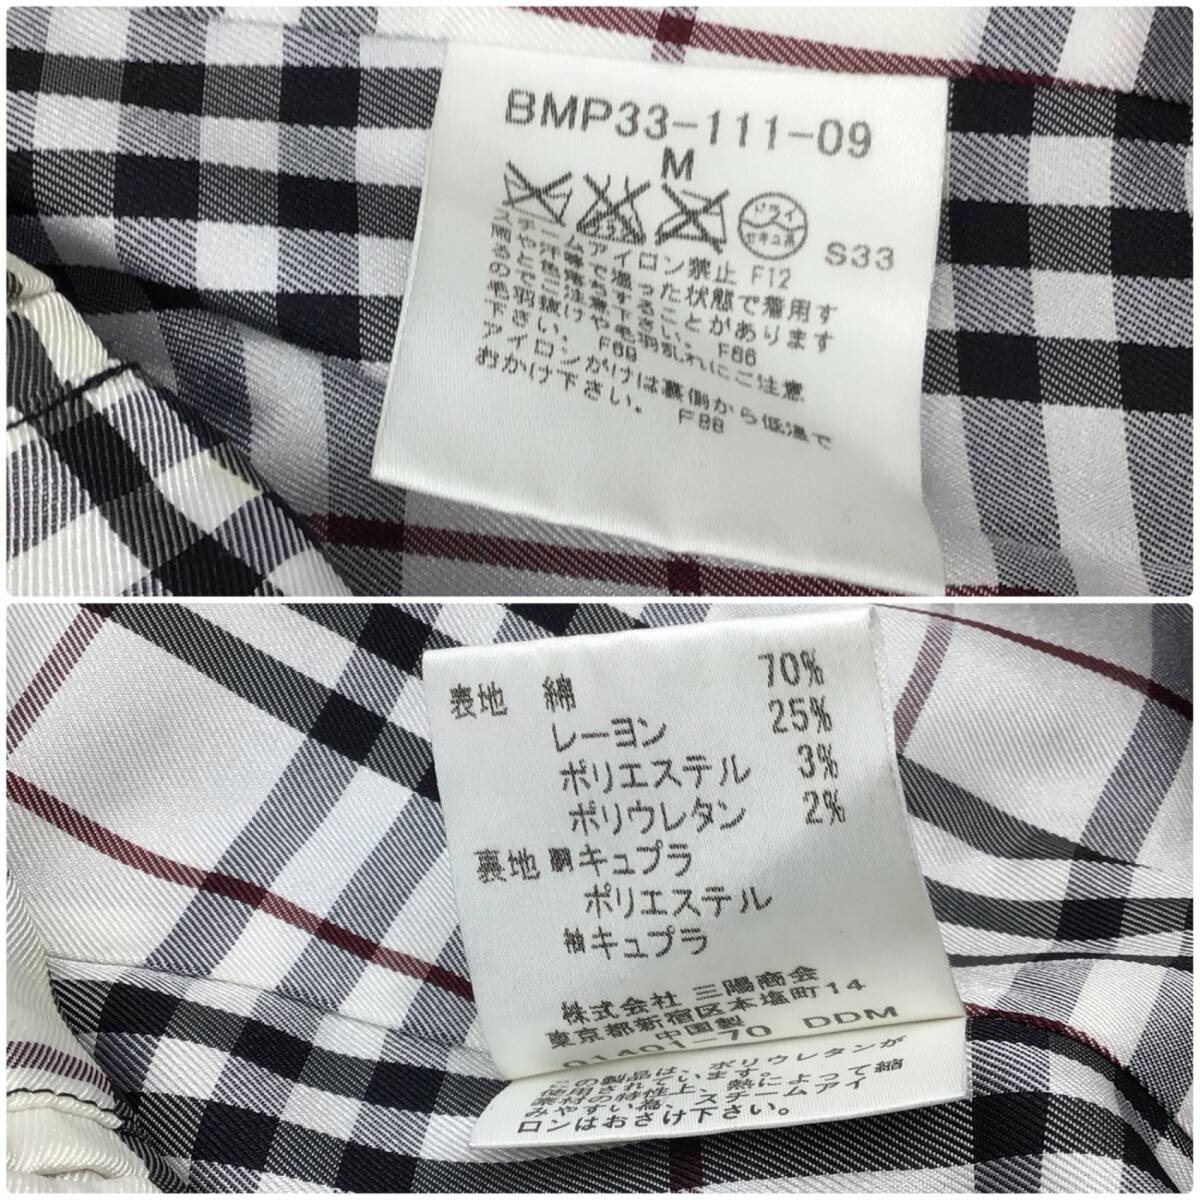 BMP33-111-09
M
ドライ
セキユ系
S33
スチームアイロン禁止 F12
汗や雨等で湿った状態で着用す
ると色落ちすることがあります
のでご注意下さい。F66
毛羽抜けや毛羽乱れにご注意
下さい。F69
アイロンがけは裏側から低温で
おかけ下さい。F88
表地 綿 70%
レーヨン 25%
ポリエステル 3%
ポリウレタン 2%
裏地 胴 キュプラ
ポリエステル
袖 キュプラ
株式会社 三陽商会
東京都新宿区本塩町14
中国製
01401-70 DDM
この製品は、ポリウレタンが
使用されています。
素材の特性上、熱によって縮
みやすい為、スチームアイ
ロンはおさけ下さい。